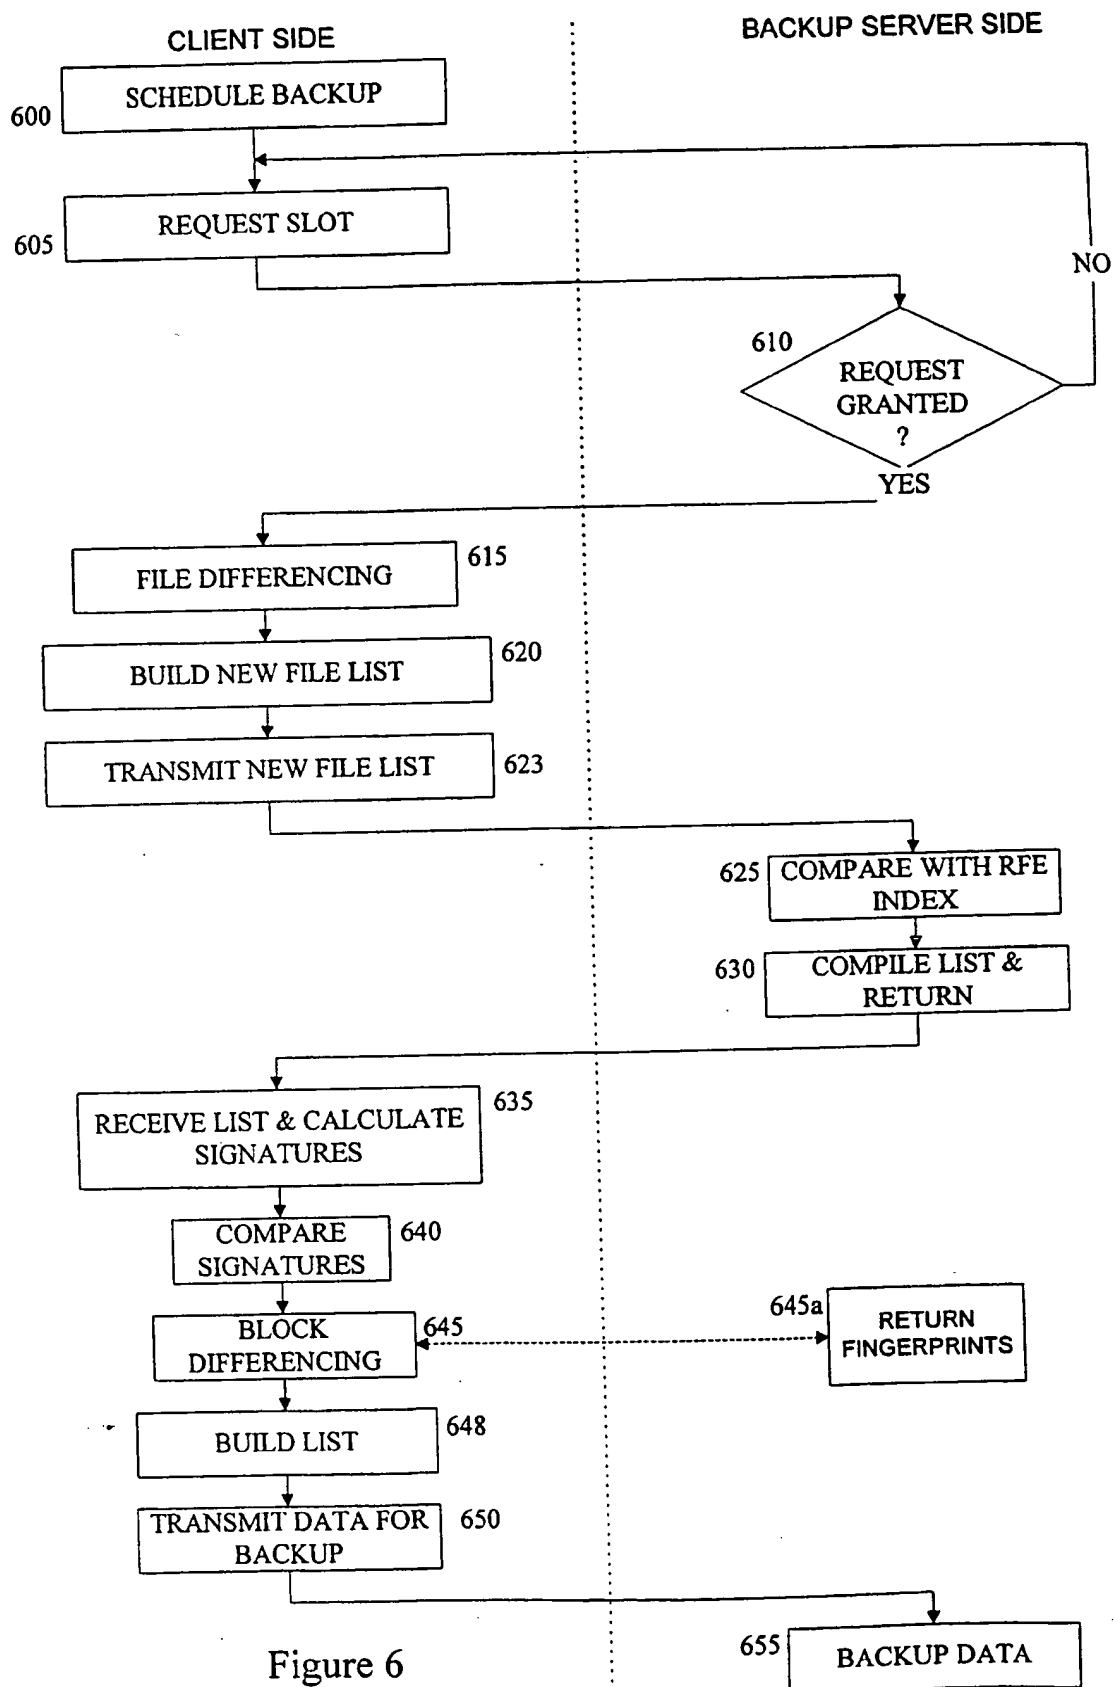 CLIENT SIDE
BACKUP SERVER SIDE
SCHEDULE BACKUP
600
REQUEST SLOT
605
NO
610
REQUEST
GRANTED
?
YES
FILE DIFFERENCING
615
BUILD NEW FILE LIST
620
TRANSMIT NEW FILE LIST
623
625
COMPARE WITH RFE
INDEX
630
COMPILE LIST &
RETURN
RECEIVE LIST & CALCULATE
SIGNATURES
635
COMPARE
SIGNATURES
640
BLOCK
DIFFERENCING
645
645a
RETURN
FINGERPRINTS
BUILD LIST
648
TRANSMIT DATA FOR
BACKUP
650
655
BACKUP DATA
Figure 6